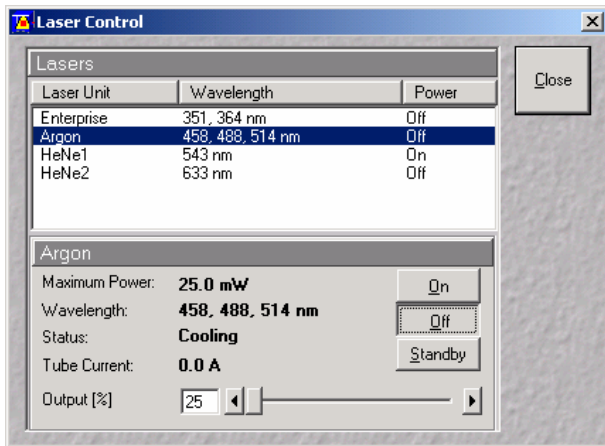 Laser Control
Lasers
Close
Laser Unit Wavelength Power
Enterprise 351, 364 nm Off
Argon 458, 488, 514 nm Off
HeNe1 543 nm On
HeNe2 633 nm Off
Argon
Maximum Power: 25.0 mW On
Wavelength: 458, 488, 514 nm Off
Status: Cooling
Standby
Tube Current: 0.0 A
Output [%] 25